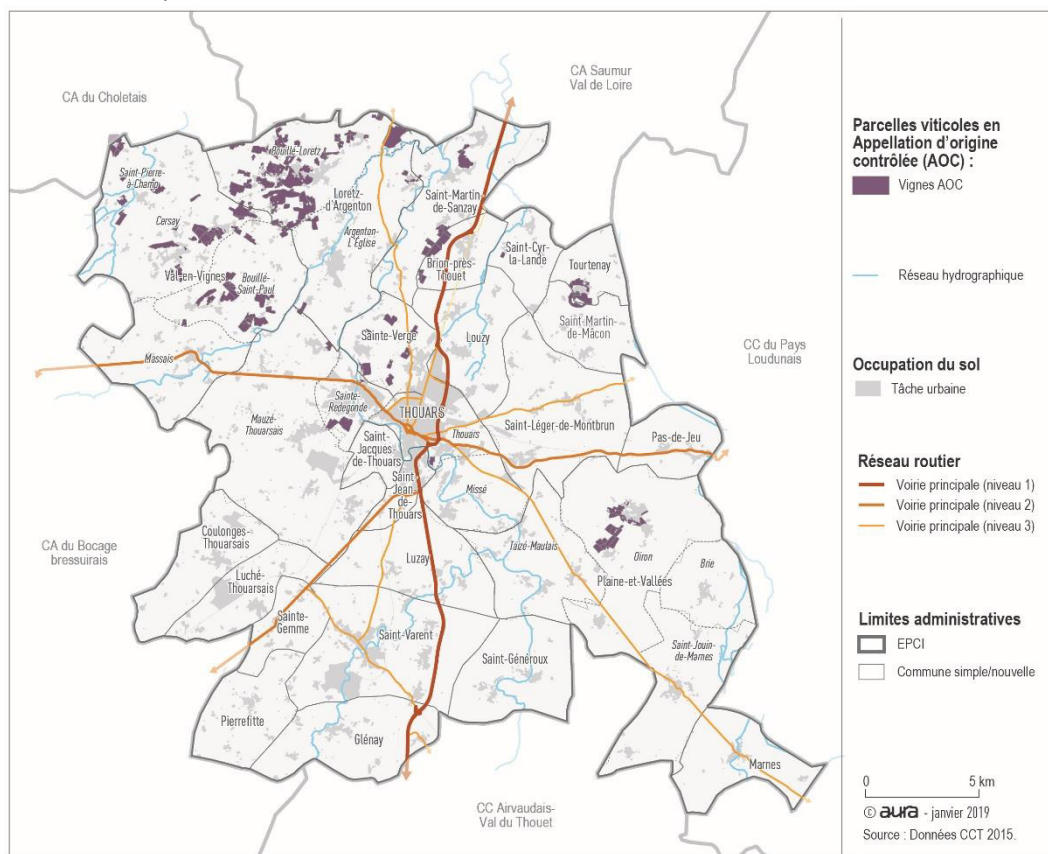 CA Saumur
Val de Loire
CA du Choletais
Bouillé-Loretz
Saint-Pierre-
à-Champ
Loretz-
d'Argenton
Saint-Martin-
de-Sanzay
Cersay
Argenton-
L'Église
Saint-Cyr-
la-Lande
Brion-près-
Thouet
Tourtenay
Val-en-Vignes
Bouillé-
Saint-Paul
Saint-Martin-
de-Mâcon
Sainte-Verge
Louzy
CC du Pays
Loudunais
Massais
Sainte-
Radegonde
THOUARS
Mauzé-
Thouarsais
Thouars
Saint-Léger-de-Montbrun
Pas-de-Jeu
Saint-
Jacques-
de-Thouars
Saint-
Jean-
de-
Thouars
Missé
Coulonges-
Thouarsais
CA du Bocage
bressuirais
Luzay
Taizé-Maulais
Oiron
Brie
Plaine-et-Vallées
Luché-
Thouarsais
Sainte-
Gemme
Saint-Varent
Saint-Jouin-
de-Marnes
Saint-Généroux
Pierrefitte
Glénay
Marnes
CC Airvaudais-
Val du Thouet
Parcelles viticoles en
Appellation d'origine
contrôlée (AOC) :
Vignes AOC
Réseau hydrographique
Occupation du sol
Tâche urbaine
Réseau routier
Voirie principale (niveau 1)
Voirie principale (niveau 2)
Voirie principale (niveau 3)
Limites administratives
EPCI
Commune simple/nouvelle
0 5 km
© aura - janvier 2019
Source : Données CCT 2015.